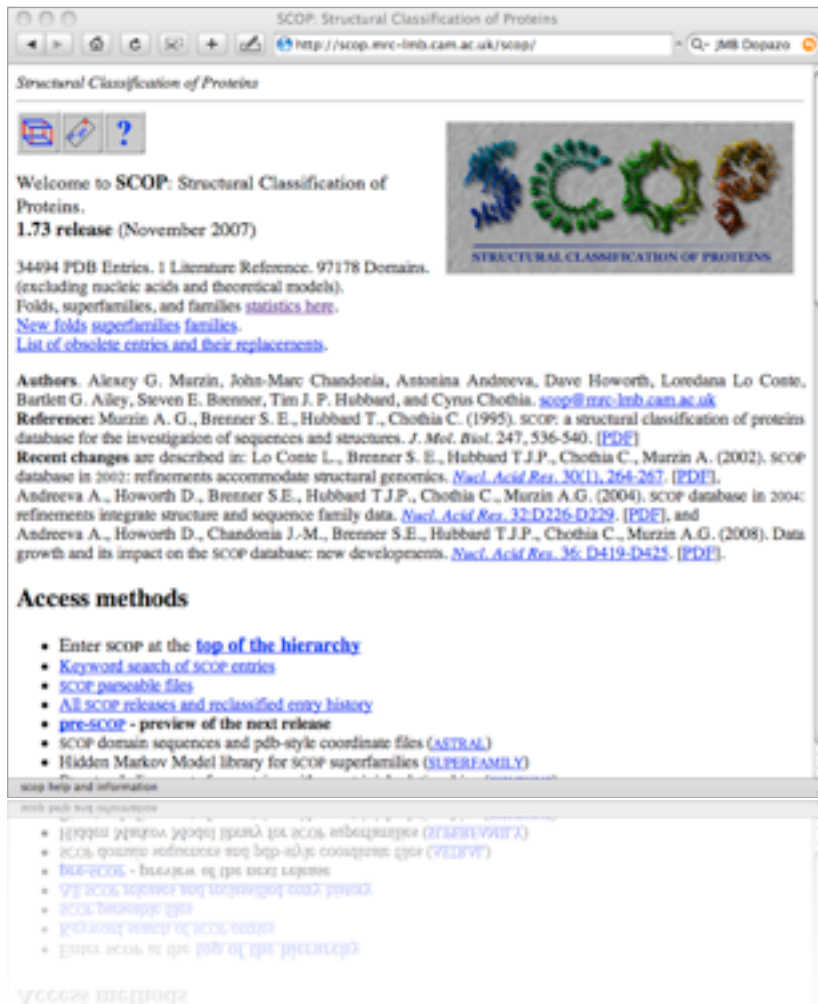 SCOP: Structural Classification of Proteins
http://scop.mrc-lmb.cam.ac.uk/scop/
JMB Dopazo
Structural Classification of Proteins
?
SCOP
STRUCTURAL CLASSIFICATION OF PROTEINS
Welcome to SCOP: Structural Classification of
Proteins.
1.73 release (November 2007)
34494 PDB Entries. 1 Literature Reference. 97178 Domains.
(excluding nucleic acids and theoretical models).
Folds, superfamilies, and families statistics here.
New folds superfamilies families.
List of obsolete entries and their replacements.
Authors. Alexey G. Murzin, John-Marc Chandonia, Antonina Andreeva, Dave Howorth, Loredana Lo Conte,
Bartlett G. Ailey, Steven E. Brenner, Tim J. P. Hubbard, and Cyrus Chothia. scop@mrc-lmb.cam.ac.uk
Reference: Murzin A. G., Brenner S. E., Hubbard T., Chothia C. (1995). SCOP: a structural classification of proteins
database for the investigation of sequences and structures. J. Mol. Biol. 247, 536-540. [PDF]
Recent changes are described in: Lo Conte L., Brenner S. E., Hubbard T.J.P., Chothia C., Murzin A. (2002). SCOP
database in 2002: refinements accommodate structural genomics. Nucl. Acid Res. 30(1), 264-267. [PDF],
Andreeva A., Howorth D., Brenner S.E., Hubbard T.J.P., Chothia C., Murzin A.G. (2004). SCOP database in 2004:
refinements integrate structure and sequence family data. Nucl. Acid Res. 32:D226-D229. [PDF], and
Andreeva A., Howorth D., Chandonia J.-M., Brenner S.E., Hubbard T.J.P., Chothia C., Murzin A.G. (2008). Data
growth and its impact on the SCOP database: new developments. Nucl. Acid Res. 36: D419-D425. [PDF].
Access methods
Enter SCOP at the top of the hierarchy
Keyword search of SCOP entries
SCOP parseable files
All SCOP releases and reclassified entry history
pre-SCOP - preview of the next release
SCOP domain sequences and pdb-style coordinate files (ASTRAL)
Hidden Markov Model library for SCOP superfamilies (SUPERFAMILY)
scop help and information